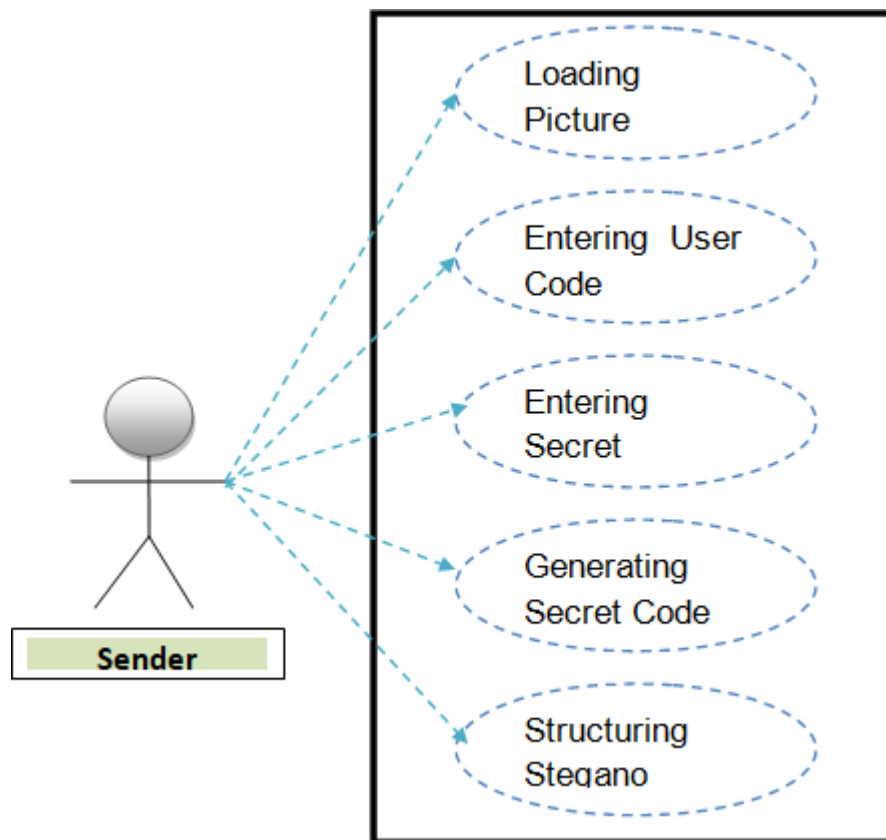 Loading
Picture
Entering User
Code
Entering
Secret
Generating
Secret Code
Structuring
Stegano
Sender